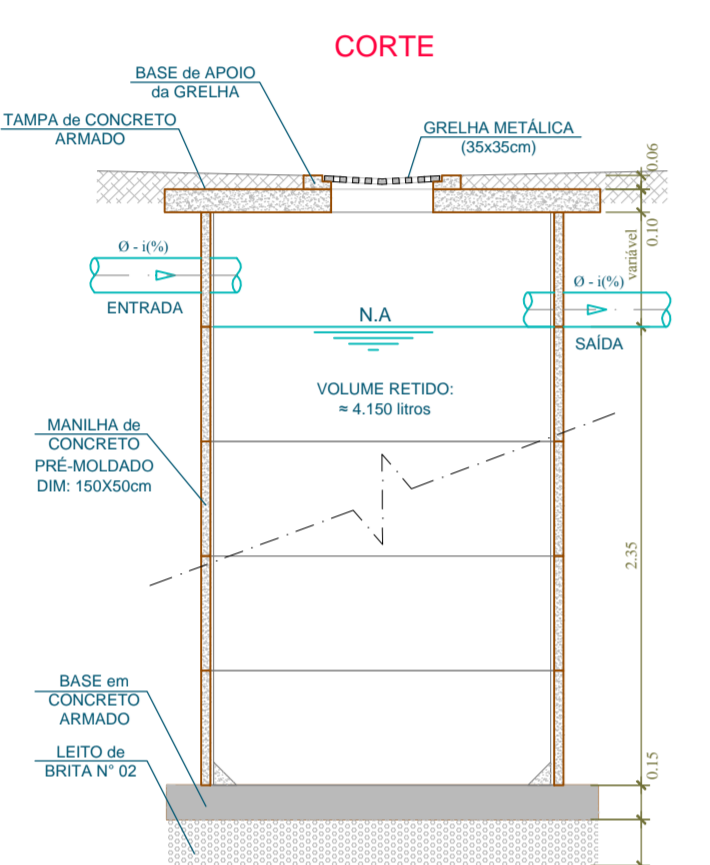 CORTE
BASE de APOIO
da GRELHA
TAMPA de CONCRETO
ARMADO
GRELHA METÁLICA
(35x35cm)
0.06
0.10
variável
Ø - i(%)
ENTRADA
Ø - i(%)
SAÍDA
N.A
VOLUME RETIDO:
≈ 4.150 litros
MANILHA de
CONCRETO
PRÉ-MOLDADO
DIM: 150X50cm
2.35
BASE em
CONCRETO
ARMADO
LEITO de
BRITA N° 02
0.15